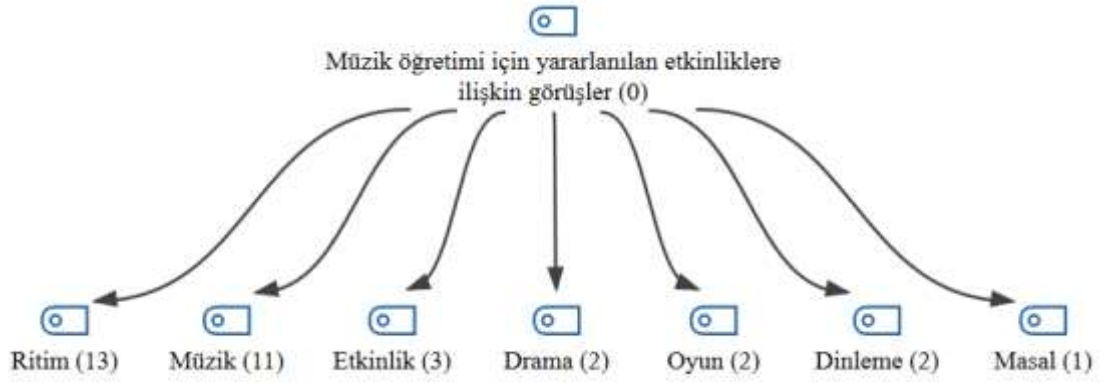 Müzik öğretimi için yararlanılan etkinliklere
ilişkin görüşler (0)
Ritim (13) Müzik (11) Etkinlik (3) Drama (2) Oyun (2) Dinleme (2) Masal (1)